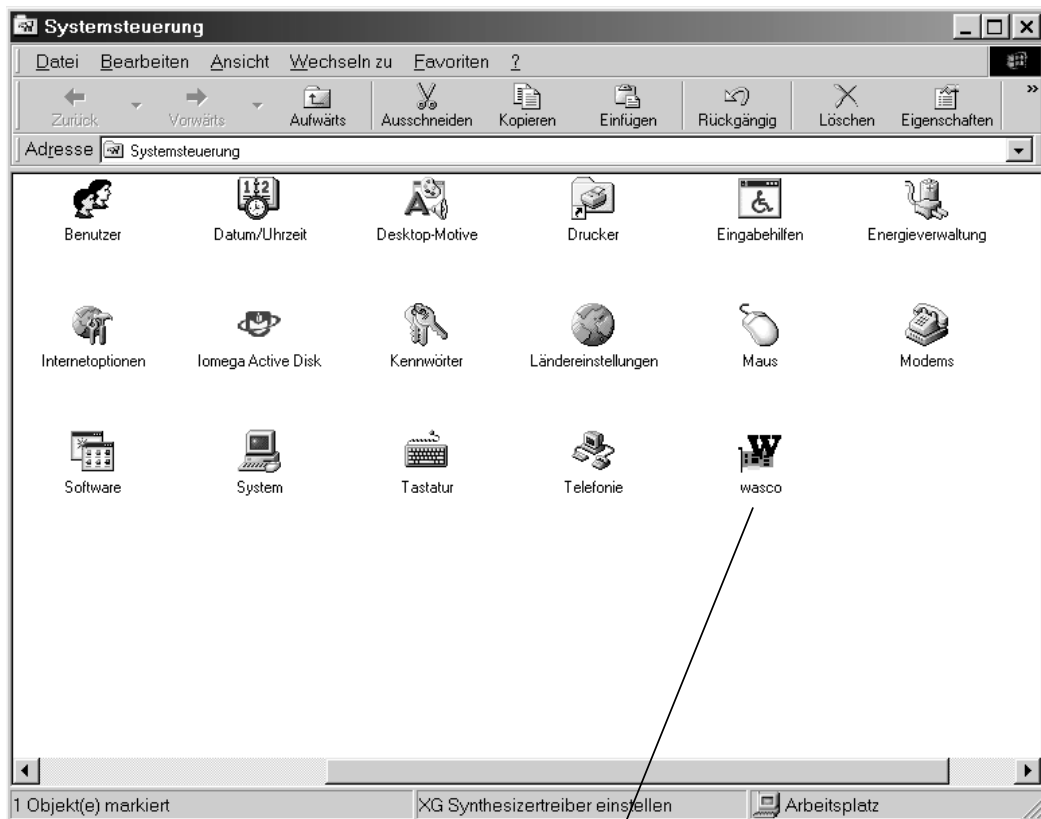 Systemsteuerung
Datei Bearbeiten Ansicht Wechseln zu Favoriten ?
Zurück Vorwärts Aufwärts Ausschneiden Kopieren Einfügen Rückgängig Löschen Eigenschaften »
Adresse Systemsteuerung
Benutzer Datum/Uhrzeit Desktop-Motive Drucker Eingabehilfen Energieverwaltung
Internetoptionen Iomega Active Disk Kennwörter Ländereinstellungen Maus Modems
Software System Tastatur Telefonie wasco
1 Objekt(e) markiert XG Synthesizertreiber einstellen Arbeitsplatz